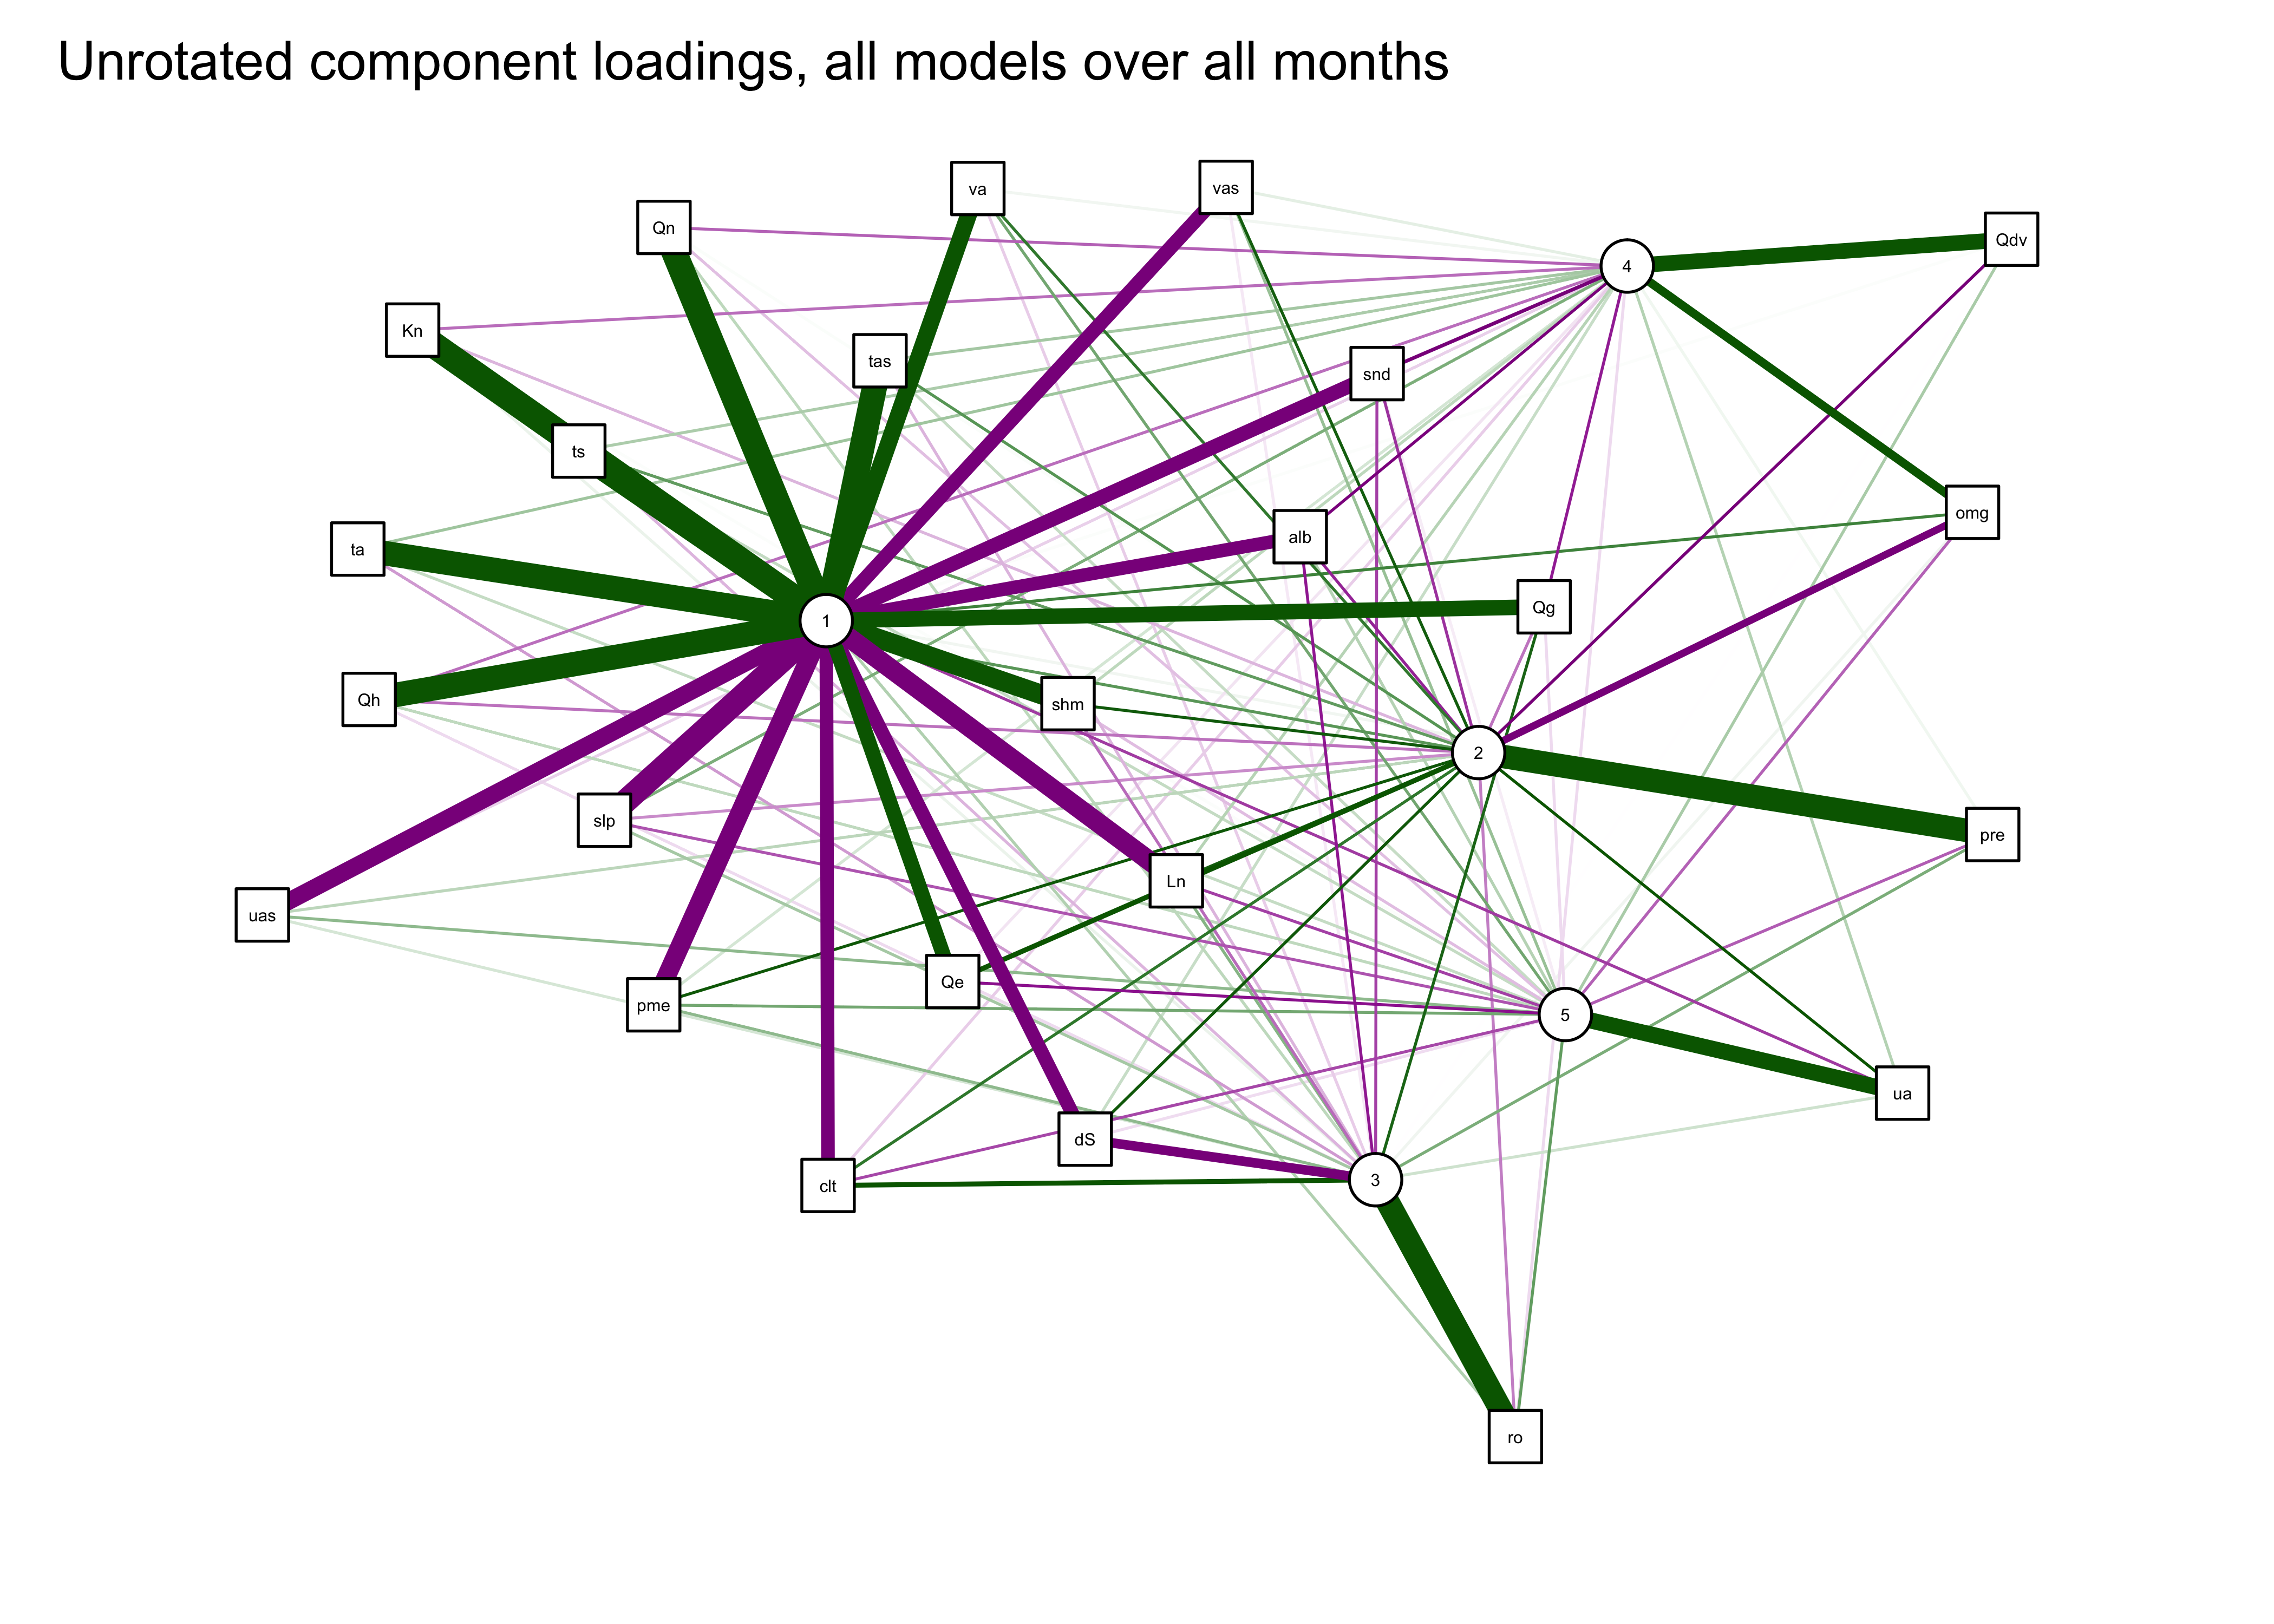 Unrotated component loadings, all models over all months
va
vas
Qn
Qdv
4
Kn
tas
snd
ts
omg
alb
ta
Qg
1
Qh
shm
2
slp
pre
Ln
uas
Qe
pme
5
ua
dS
3
clt
ro